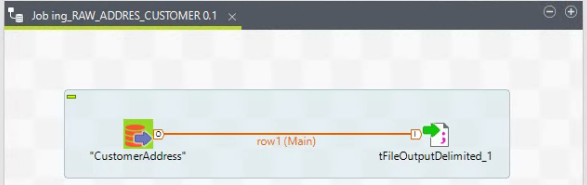 Job ing_RAW_ADDRES_CUSTOMER 0.1
O
I
row1 (Main)
"CustomerAddress"
tFileOutputDelimited_1